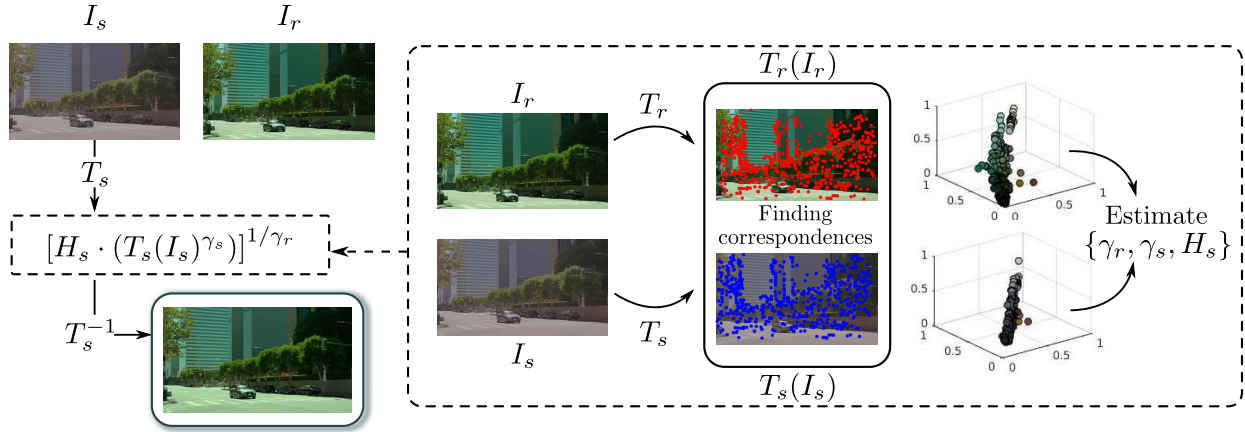 I_s
I_r
T_s
[H_s · (T_s(I_s)^{γ_s})]^{1/γ_r}
T_s^{-1}
I_r
T_r
I_s
T_s
T_r(I_r)
Finding
correspondences
T_s(I_s)
1
0.5
0
1
0.5
0
0
0.5
1
1
0.5
0
1
0.5
0
0
0.5
1
Estimate
{γ_r, γ_s, H_s}